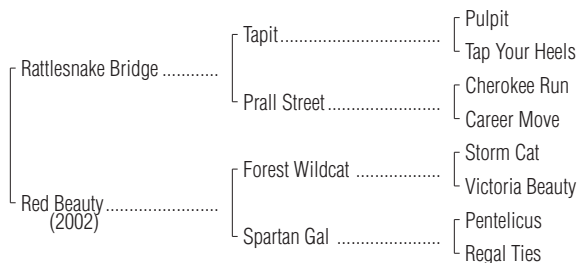 Pulpit
Tapit
Tap Your Heels
Rattlesnake Bridge
Cherokee Run
Prall Street
Career Move
Storm Cat
Forest Wildcat
Victoria Beauty
Red Beauty
(2002)
Pentelicus
Spartan Gal
Regal Ties